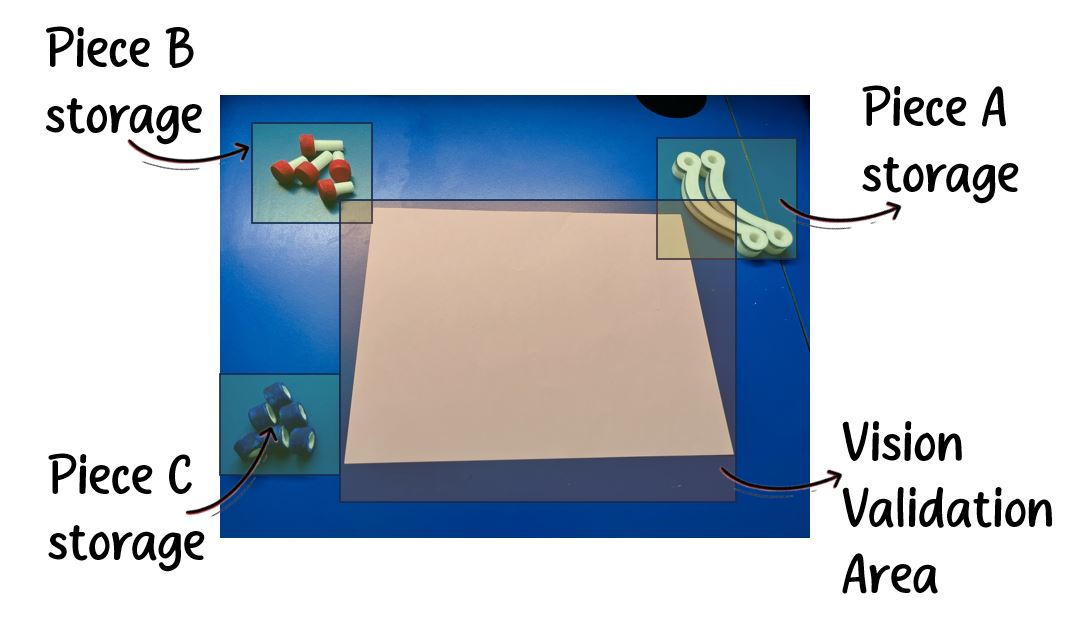 Piece B
storage
Piece A
storage
Piece C
storage
Vision
Validation
Area